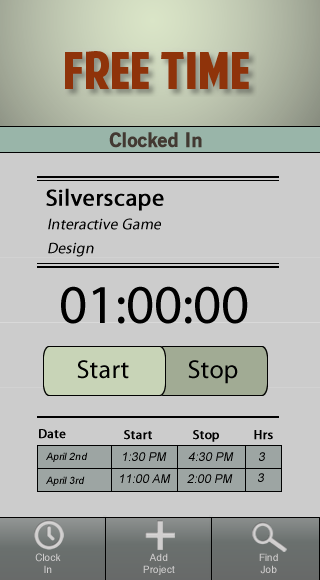 FREE TIME
Clocked In
Silverscape
Interactive Game
Design
01:00:00
Start Stop
Date Start Stop Hrs
April 2nd 1:30 PM 4:30 PM 3
April 3rd 11:00 AM 2:00 PM 3
Clock Add Find
In Project Job